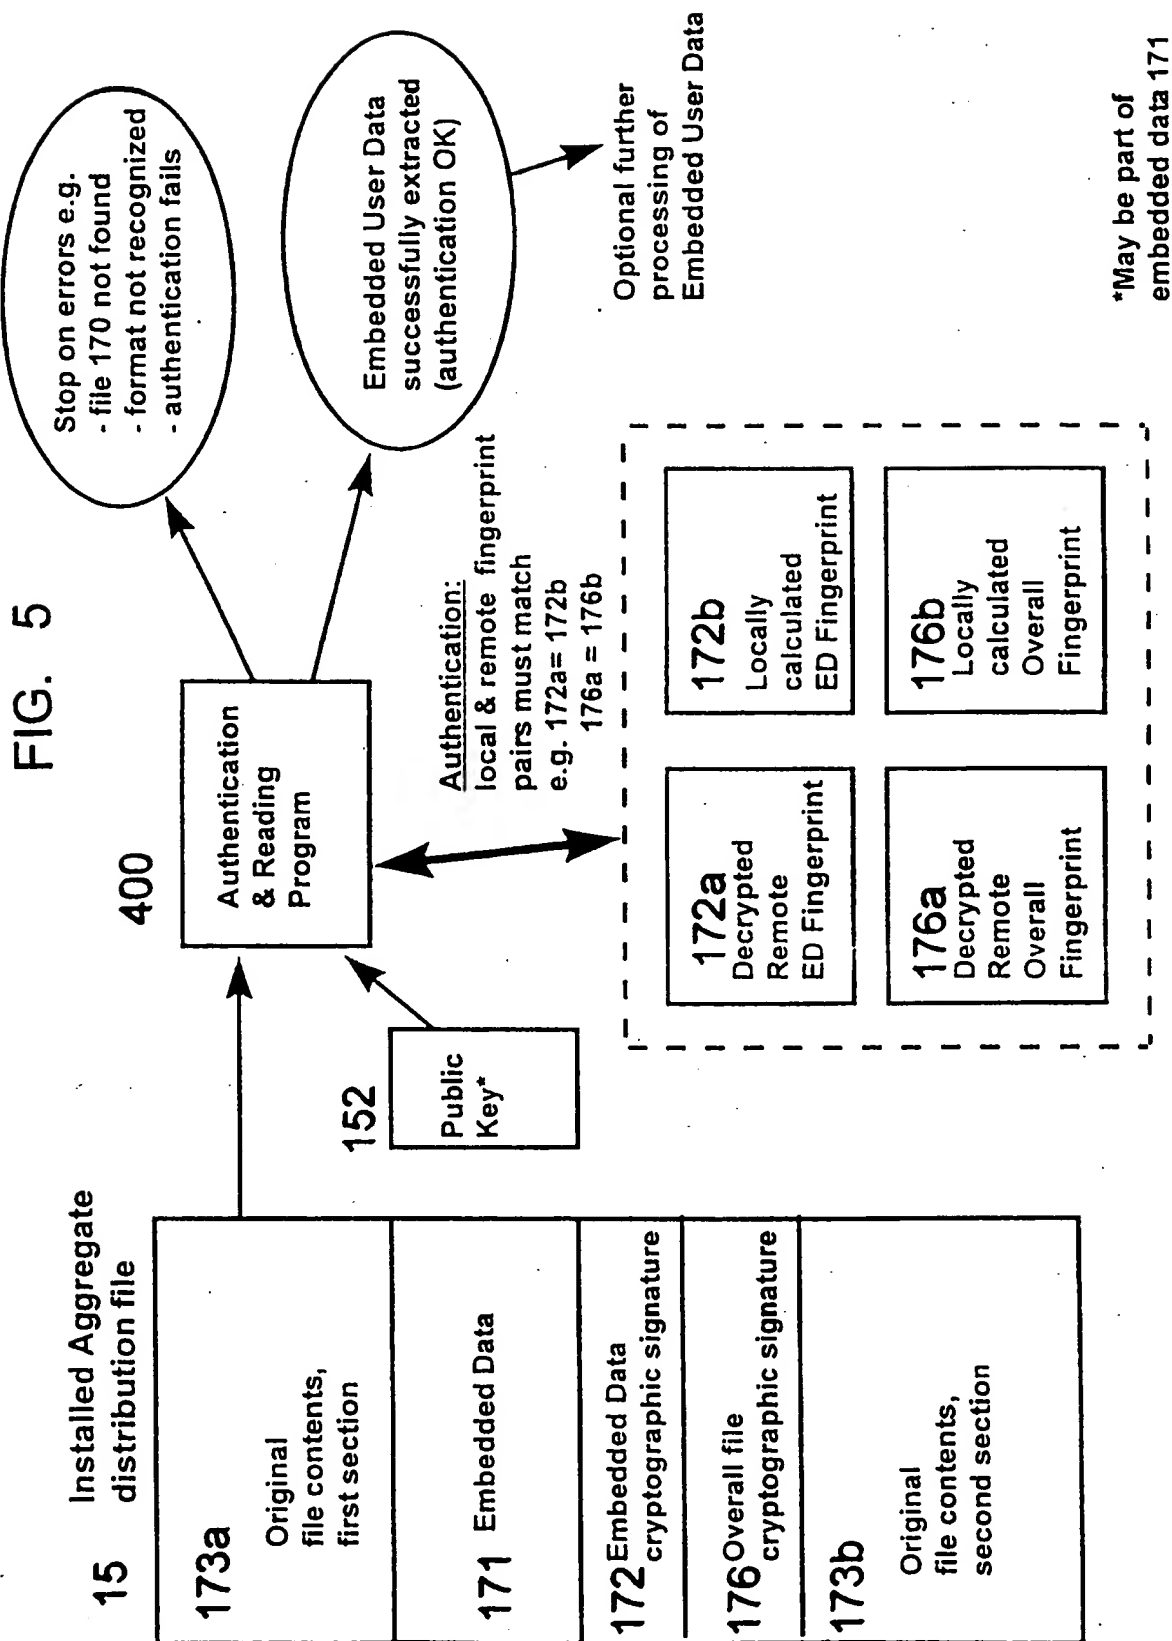 FIG. 5
15 Installed Aggregate
distribution file
173a
Original
file contents,
first section
171 Embedded Data
172 Embedded Data
cryptographic signature
176 Overall file
cryptographic signature
173b
Original
file contents,
second section
152
Public
Key*
400
Authentication
& Reading
Program
Stop on errors e.g.
- file 170 not found
- format not recognized
- authentication fails
Embedded User Data
successfully extracted
(authentication OK)
Optional further
processing of
Embedded User Data
Authentication:
local & remote fingerprint
pairs must match
e.g. 172a= 172b
176a = 176b
172a
Decrypted
Remote
ED Fingerprint
172b
Locally
calculated
ED Fingerprint
176a
Decrypted
Remote
Overall
Fingerprint
176b
Locally
calculated
Overall
Fingerprint
*May be part of
embedded data 171